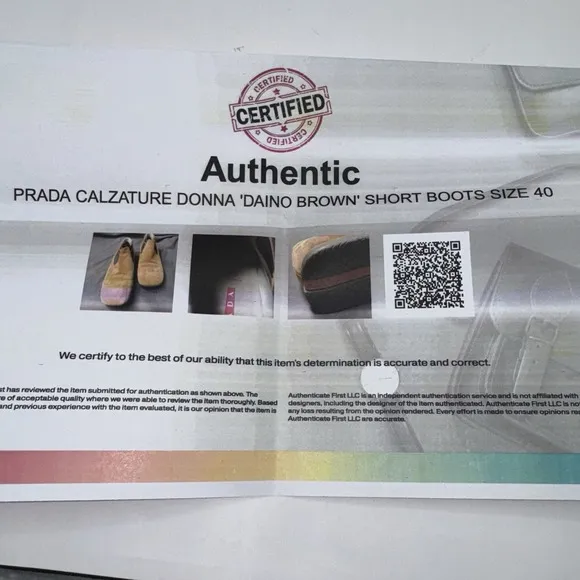 CERTIFIED
CERTIFIED
CERTIFIED
Authentic
PRADA CALZATURE DONNA 'DAINO BROWN' SHORT BOOTS SIZE 40
DA
We certify to the best of our ability that this item's determination is accurate and correct.
st has reviewed the item submitted for authentication as shown above. The
e of acceptable quality where we were able to review the item thoroughly. Based
and previous experience with the item evaluated, it is our opinion that the item is
Authenticate First LLC is an independent authentication service and is not affiliated with
designers, including the designer of the item authenticated. Authenticate First LLC is no
any loss resulting from the opinion rendered. Every effort is made to ensure opinions
Authenticate First LLC are accurate.